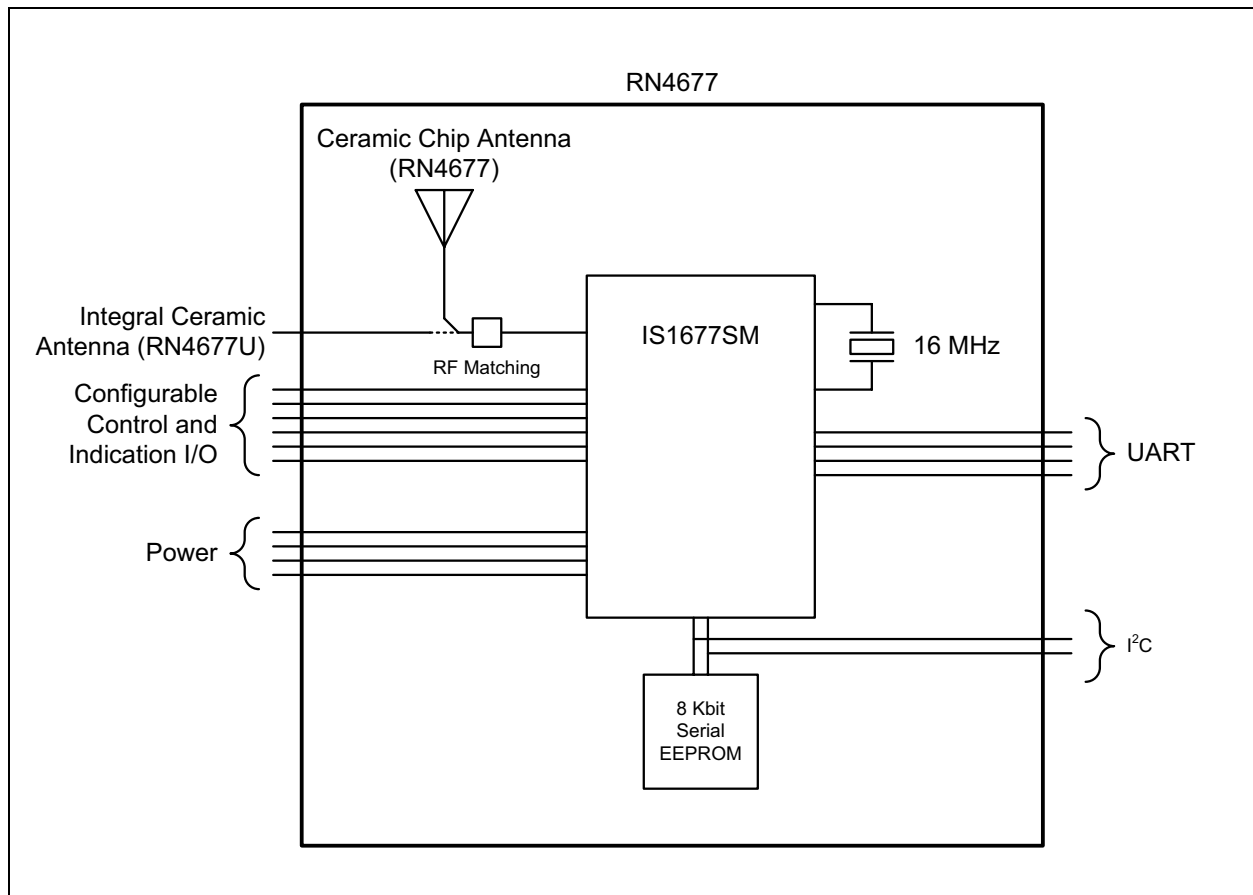 RN4677
Ceramic Chip Antenna
(RN4677)
Integral Ceramic
Antenna (RN4677U)
RF Matching
IS1677SM
16 MHz
Configurable
Control and
Indication I/O
UART
Power
I²C
8 Kbit
Serial
EEPROM